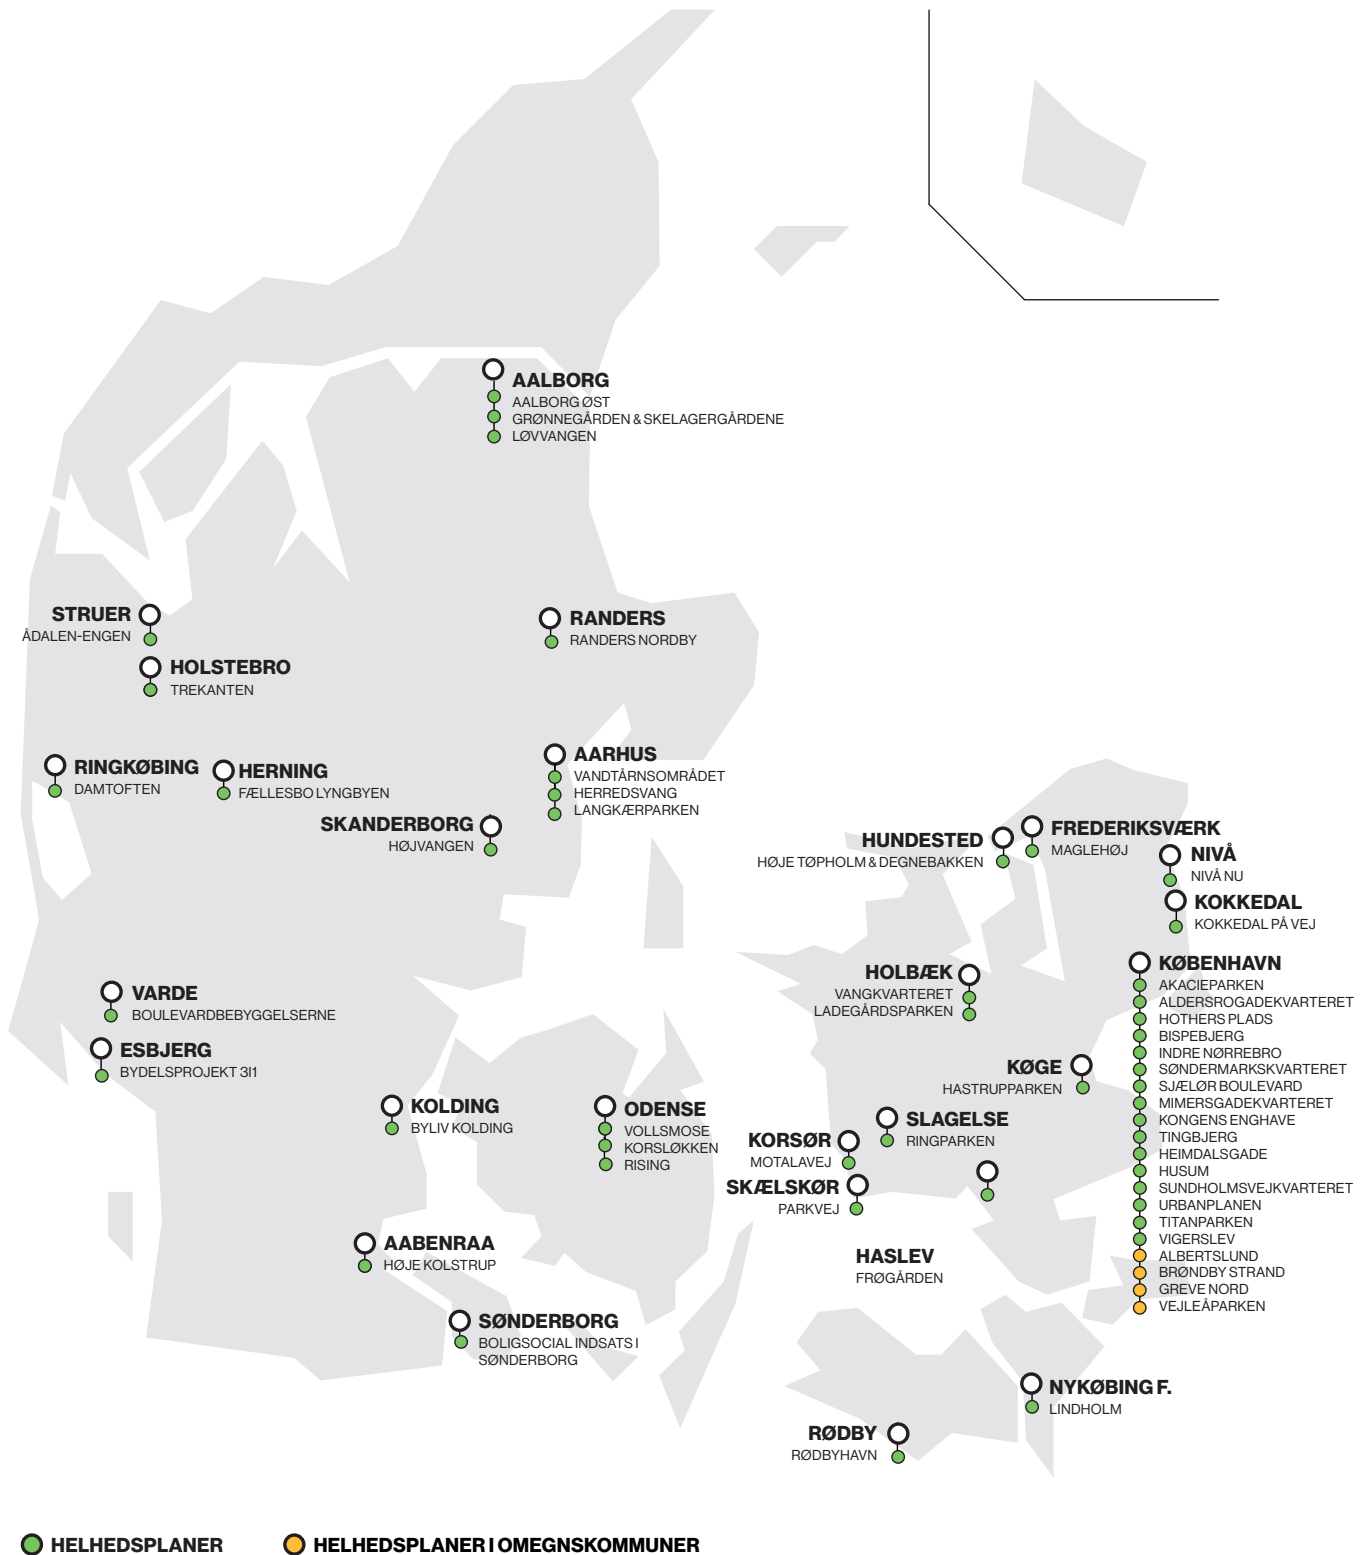 AALBORG
AALBORG ØST
GRØNNEGÅRDEN & SKELAGERGÅRDENE
LØVVANGEN
STRUER
ÅDALEN-ENGEN
RANDERS
RANDERS NORDBY
HOLSTEBRO
TREKANTEN
RINGKØBING
DAMTOFTEN
HERNING
FÆLLESBO LYNGBYEN
AARHUS
VANDTÅRNSOMRÅDET
HERREDSVANG
LANGKÆRPARKEN
SKANDERBORG
HØJVANGEN
HUNDESTED
HØJE TØPHOLM & DEGNEBAKKEN
FREDERIKSVÆRK
MAGLEHØJ
NIVÅ
NIVÅ NU
KOKKEDAL
KOKKEDAL PÅ VEJ
HOLBÆK
VANGKVARTERET
LADEGÅRDSPARKEN
KØBENHAVN
AKACIEPARKEN
ALDERSROGADEKVARTERET
HOTHERS PLADS
BISPEBJERG
INDRE NØRREBRO
SØNDERMARKSKVARTERET
SJÆLØR BOULEVARD
MIMERSGADEKVARTERET
KONGENS ENGHAVE
TINGBJERG
HEIMDALSGADE
HUSUM
SUNDHOLMSVEJKVARTERET
URBANPLANEN
TITANPARKEN
VIGERSLEV
ALBERTSLUND
BRØNDBY STRAND
GREVE NORD
VEJLEÅPARKEN
VARDE
BOULEVARDBEBYGGELSERNE
ESBJERG
BYDELSPROJEKT 3I1
KOLDING
BYLIV KOLDING
ODENSE
VOLLSMOSE
KORSLØKKEN
RISING
KØGE
HASTRUPPARKEN
SLAGELSE
RINGPARKEN
KORSØR
MOTALAVEJ
SKÆLSKØR
PARKVEJ
AABENRAA
HØJE KOLSTRUP
HASLEV
FRØGÅRDEN
SØNDERBORG
BOLIGSOCIAL INDSATS I
SØNDERBORG
NYKØBING F.
LINDHOLM
RØDBY
RØDBYHAVN
HELHEDSPLANER
HELHEDSPLANER I OMEGNSKOMMUNER